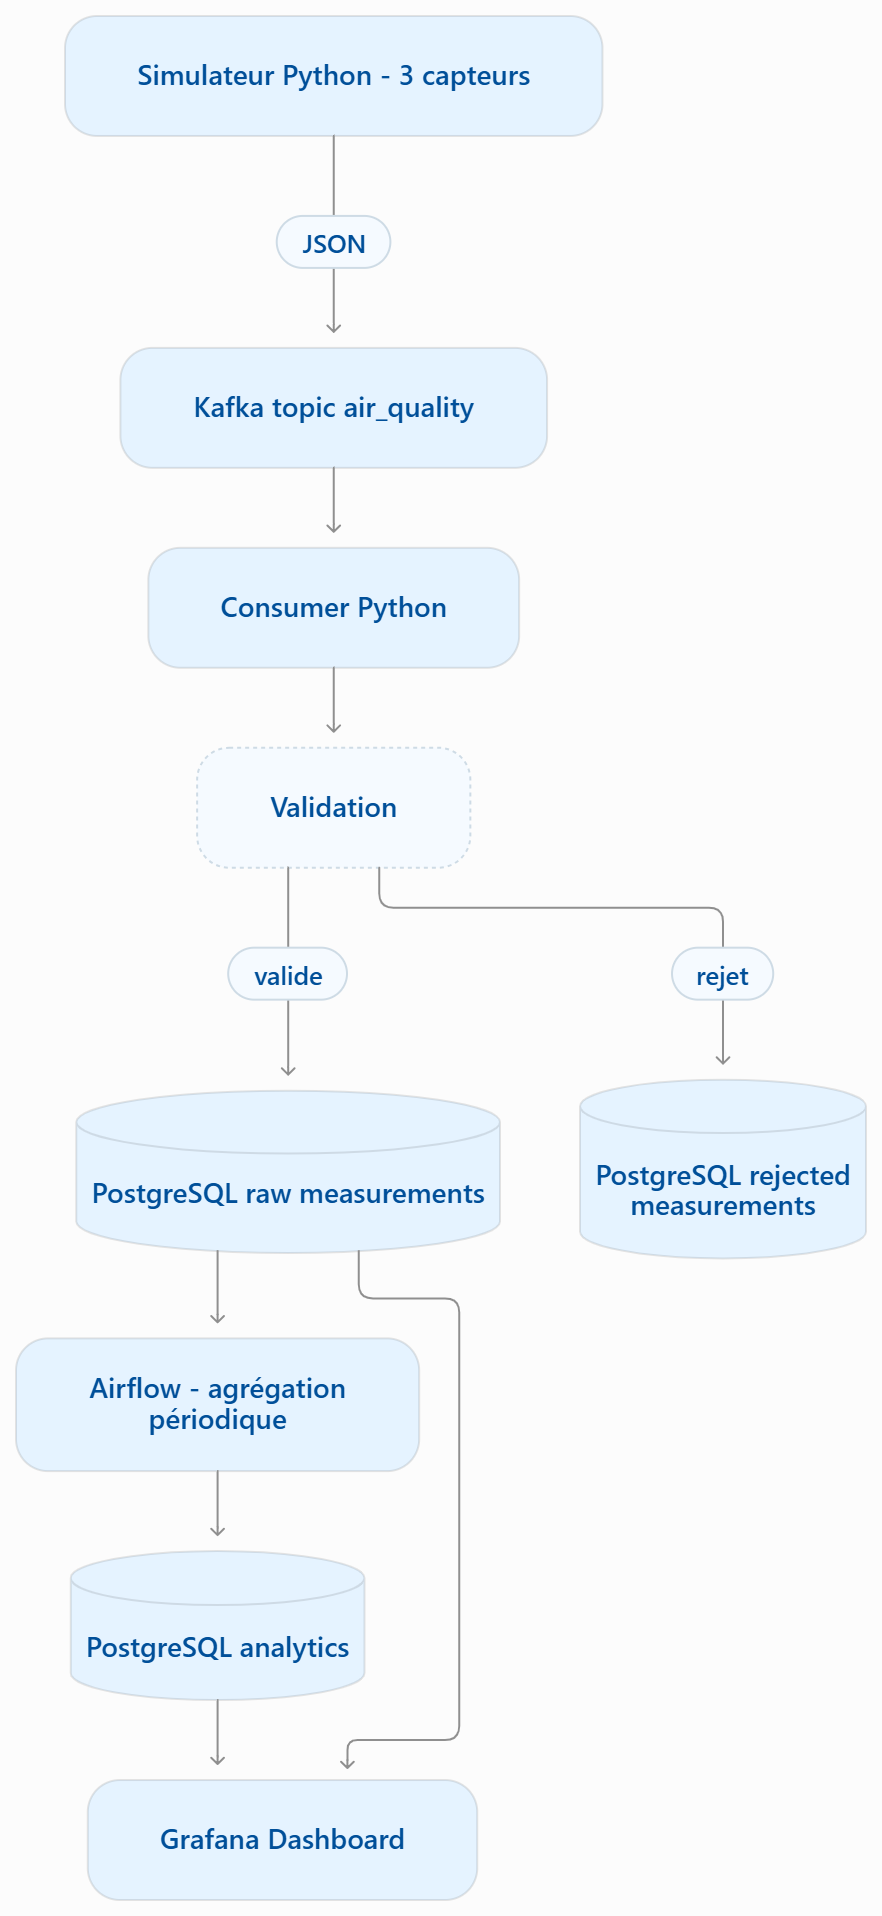 Simulateur Python - 3 capteurs
JSON
Kafka topic air_quality
Consumer Python
Validation
valide
rejet
PostgreSQL raw measurements
PostgreSQL rejected
measurements
Airflow - agrégation
périodique
PostgreSQL analytics
Grafana Dashboard